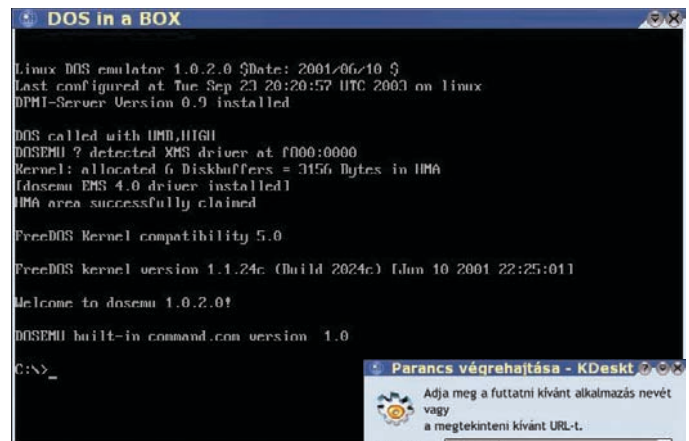 DOS in a BOX
Linux DOS emulator 1.0.2.0 $Date: 2001/06/10 $
Last configured at Tue Sep 23 20:20:57 UTC 2003 on linux
DPMI-Server Version 0.9 installed
DOS called with UMB,HIGH
DOSEMU ? detected XMS driver at f000:0000
Kernel: allocated 6 Diskbuffers = 3156 Bytes in HMA
[dosemu EMS 4.0 driver installed]
HMA area successfully claimed
FreeDOS Kernel compatibility 5.0
FreeDOS kernel version 1.1.24c (Build 2024c) [Jun 10 2001 22:25:01]
Welcome to dosemu 1.0.2.0!
DOSEMU built-in command.com version 1.0
C:\>_
Parancs végrehajtása - KDeskt
Adja meg a futtatni kívánt alkalmazás nevét
vagy
a megtekinteni kívánt URL-t.